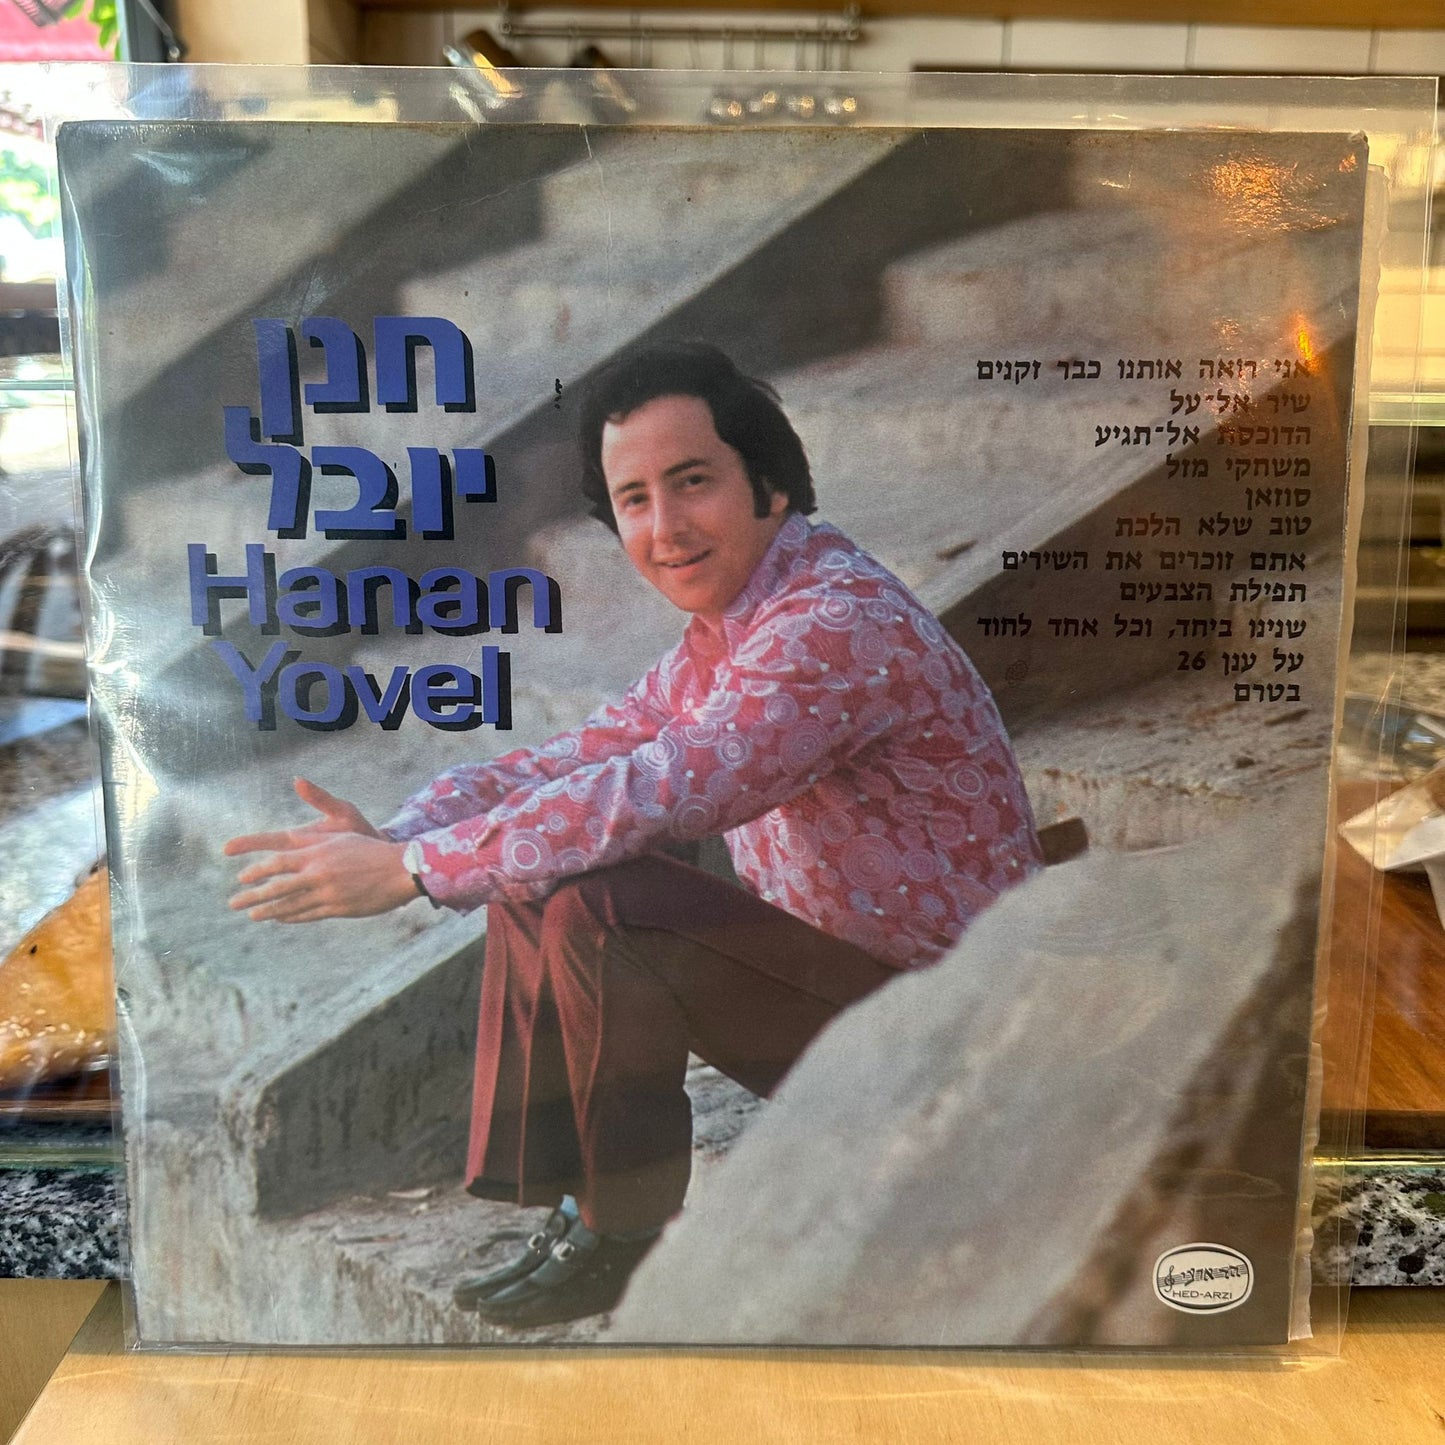 חנן
יובל
Hanan
Yovel
אני רואה אותנו כבר זקנים
שיר אל-על
הדוכסת אל-תגיע
משחקי מזל
סוזאן
טוב שלא הלכת
אתם זוכרים את השירים
תפילת הצבעים
שנינו ביחד, וכל אחד לחוד
על ענן 26
בטרם
הד ארצי
HED-ARZI